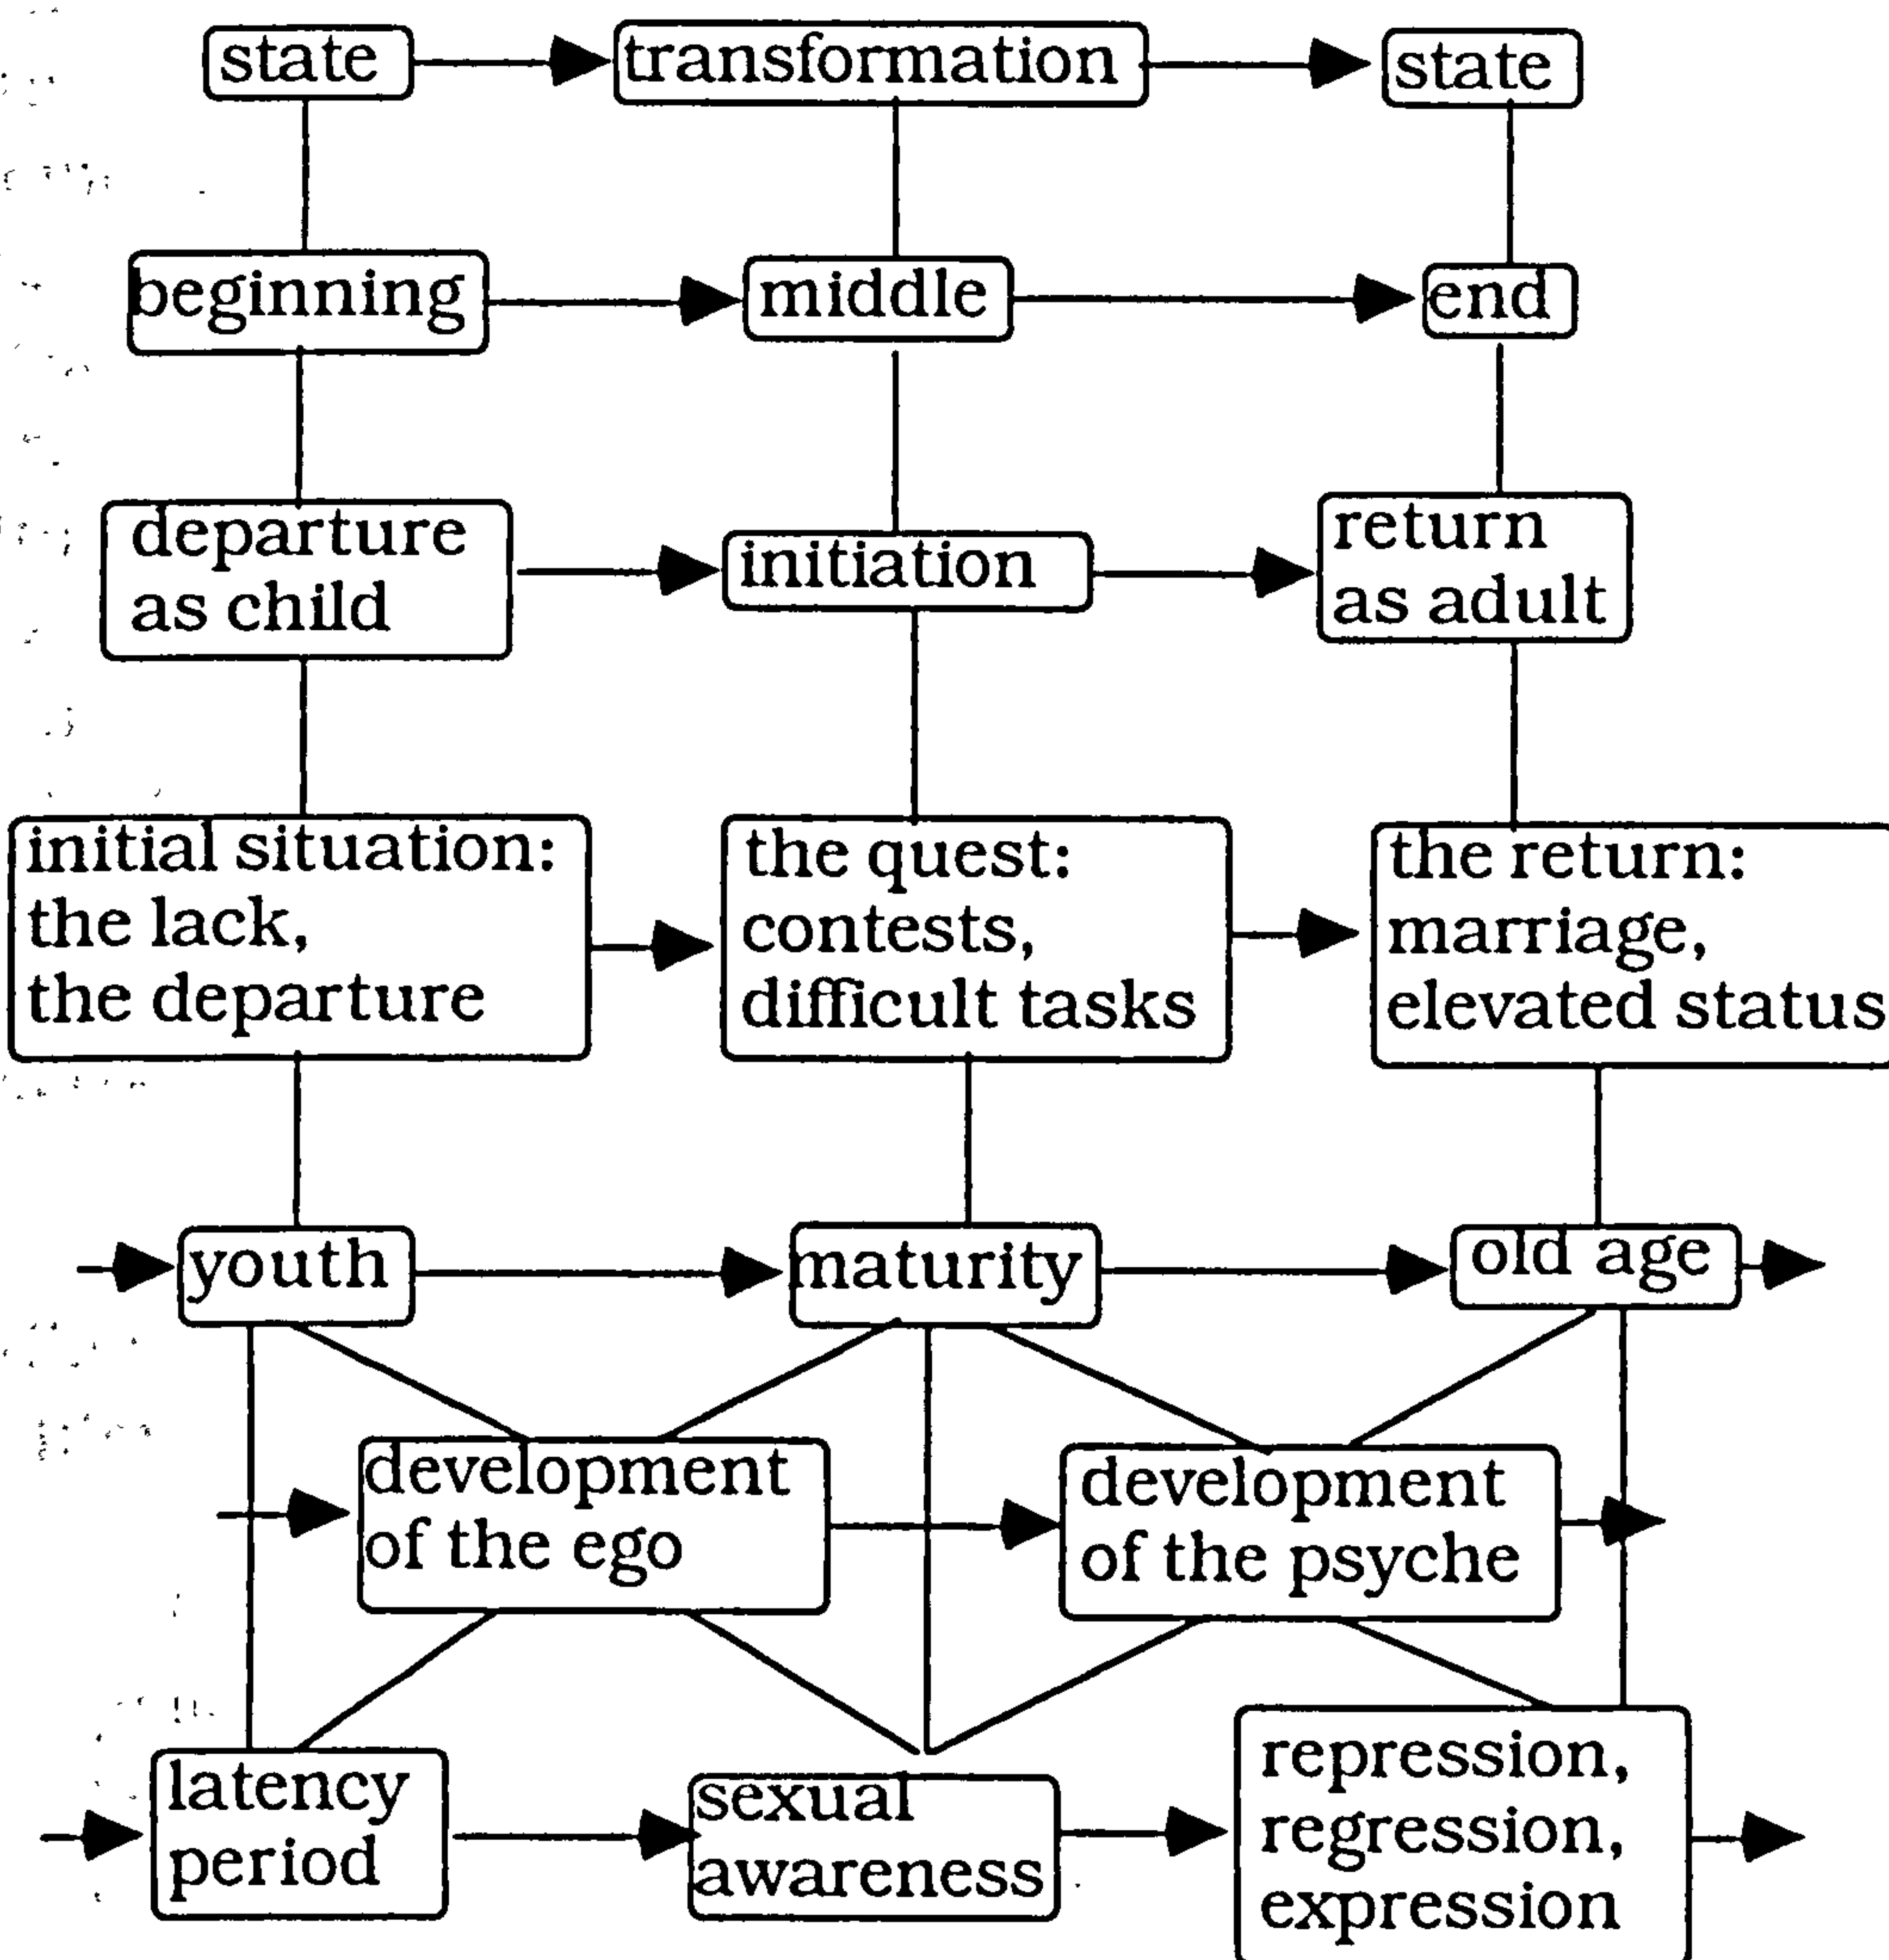 state
transformation
state
beginning
middle
end
departure
as child
initiation
return
as adult
initial situation:
the lack,
the departure
the quest:
contests,
difficult tasks
the return:
marriage,
elevated status
youth
maturity
old age
development
of the ego
development
of the psyche
latency
period
sexual
awareness
repression,
regression,
expression